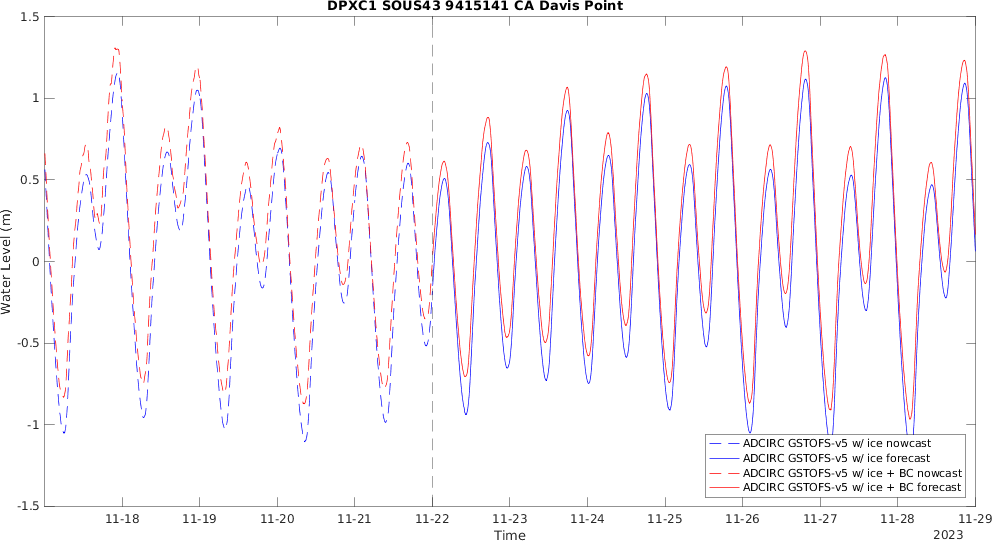 DPXC1 SOUS43 9415141 CA Davis Point
1.5
1
0.5
0
-0.5
-1
-1.5
Water Level (m)
ADCIRC GSTOFS-v5 w/ ice nowcast
ADCIRC GSTOFS-v5 w/ ice forecast
ADCIRC GSTOFS-v5 w/ ice + BC nowcast
ADCIRC GSTOFS-v5 w/ ice + BC forecast
11-18 11-19 11-20 11-21 11-22 11-23 11-24 11-25 11-26 11-27 11-28 11-29
Time
2023